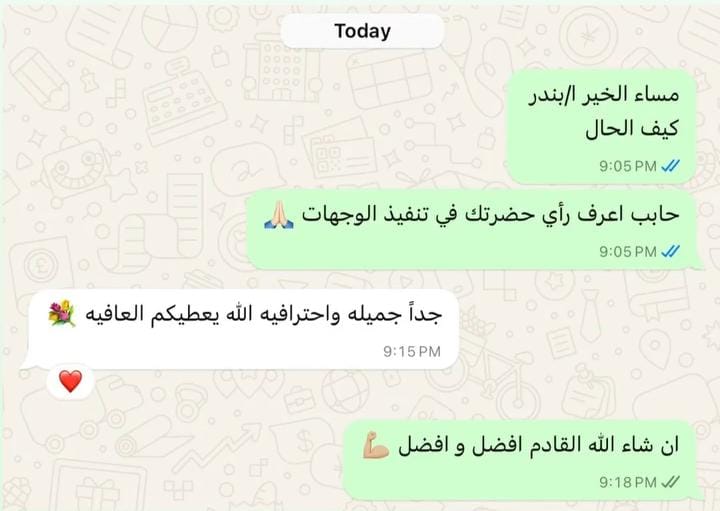 Today
مساء الخير ا/بندر
كيف الحال
9:05 PM
حابب اعرف رأي حضرتك في تنفيذ الوجهات 🙏🏻
9:05 PM
جداً جميله واحترافيه الله يعطيكم العافيه 💐
9:15 PM
❤️
ان شاء الله القادم افضل و افضل 💪🏼
9:18 PM